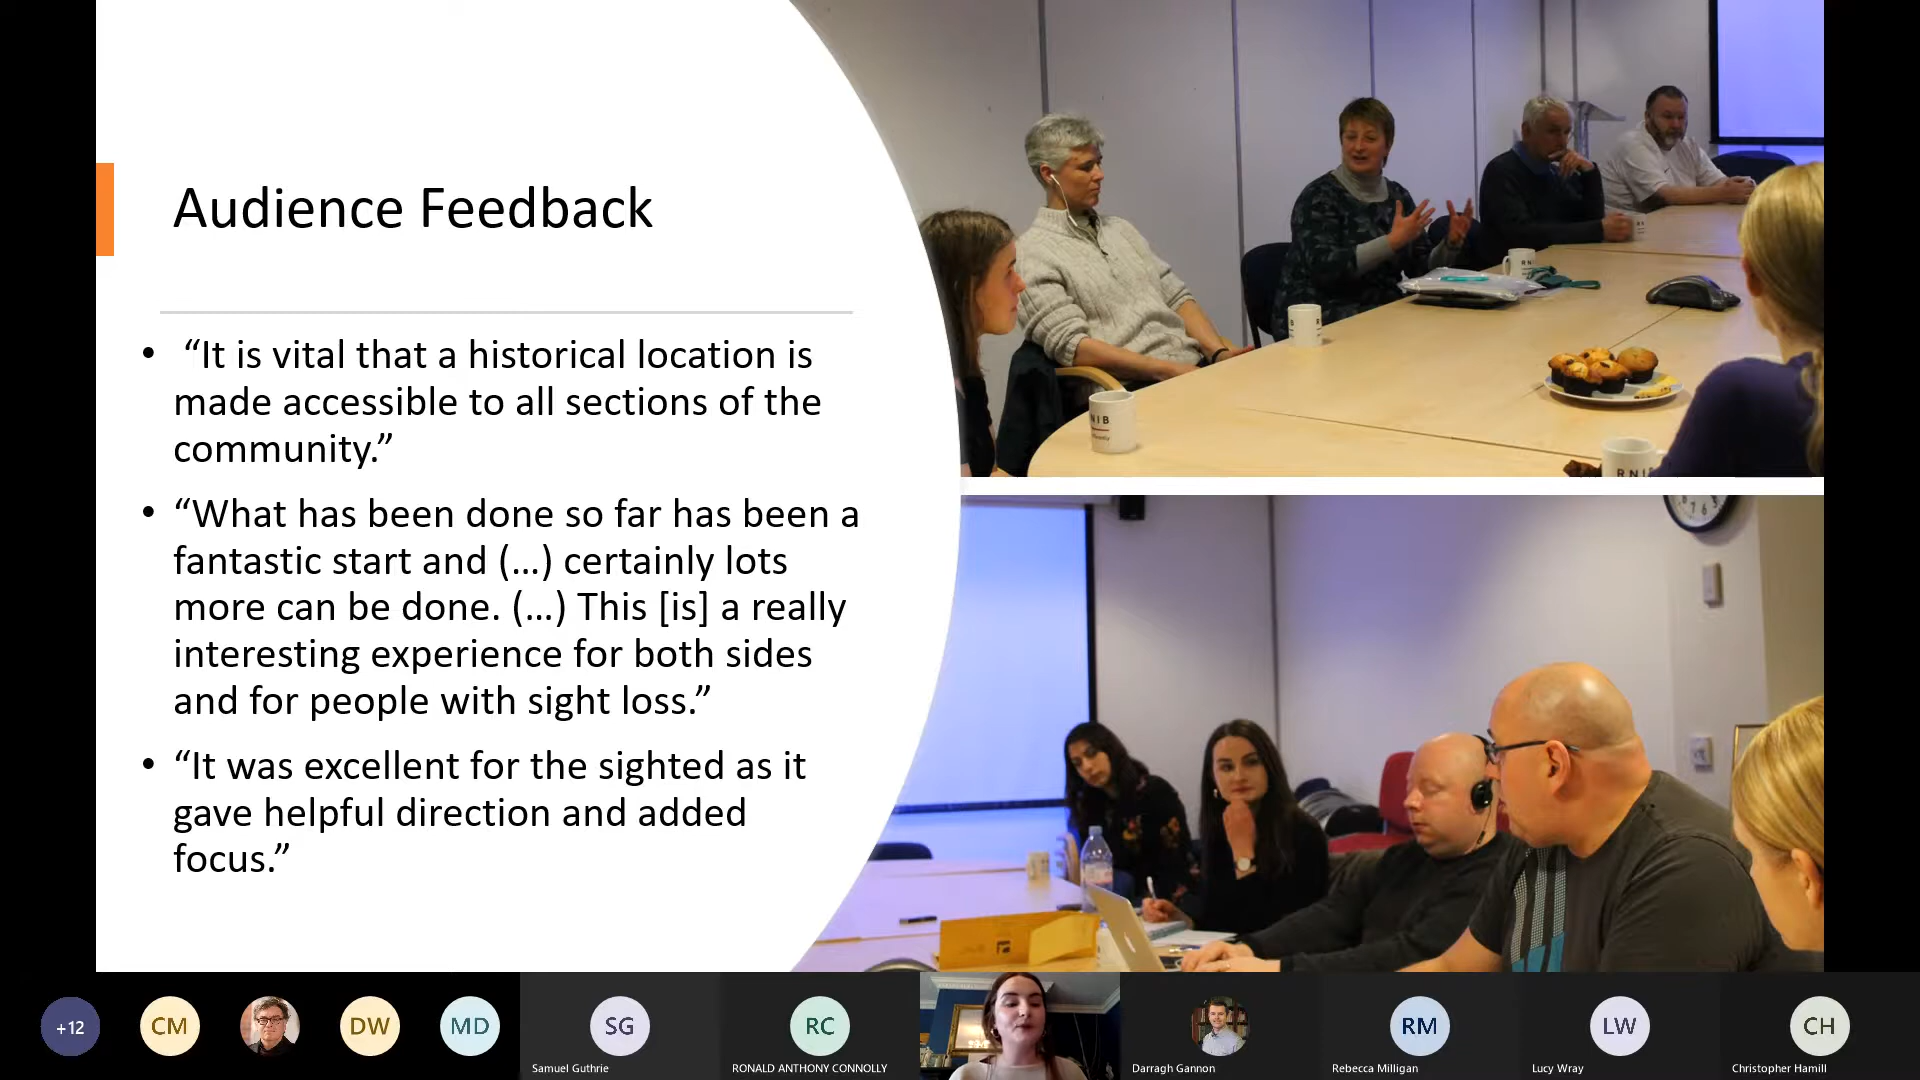 Audience Feedback
• “It is vital that a historical location is
made accessible to all sections of the
community.”
• “What has been done so far has been a
fantastic start and (...) certainly lots
more can be done. (...) This [is] a really
interesting experience for both sides
and for people with sight loss.”
• “It was excellent for the sighted as it
gave helpful direction and added
focus.”
RNIB
+12
CM
DW
MD
SG
RC
RM
LW
CH
Samuel Guthrie
RONALD ANTHONY CONNOLLY
Darragh Gannon
Rebecca Milligan
Lucy Wray
Christopher Hamill